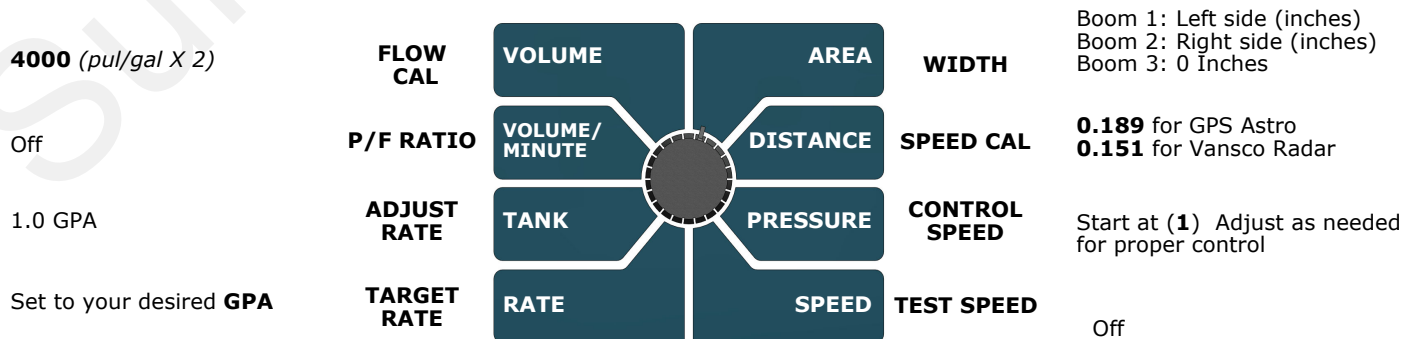 Boom 1: Left side (inches)
Boom 2: Right side (inches)
Boom 3: 0 Inches
4000 (pul/gal X 2)
FLOW
CAL
VOLUME
AREA
WIDTH
Off
P/F RATIO
VOLUME/
MINUTE
DISTANCE
SPEED CAL
0.189 for GPS Astro
0.151 for Vansco Radar
1.0 GPA
ADJUST
RATE
TANK
PRESSURE
CONTROL
SPEED
Start at (1) Adjust as needed
for proper control
Set to your desired GPA
TARGET
RATE
RATE
SPEED
TEST SPEED
Off